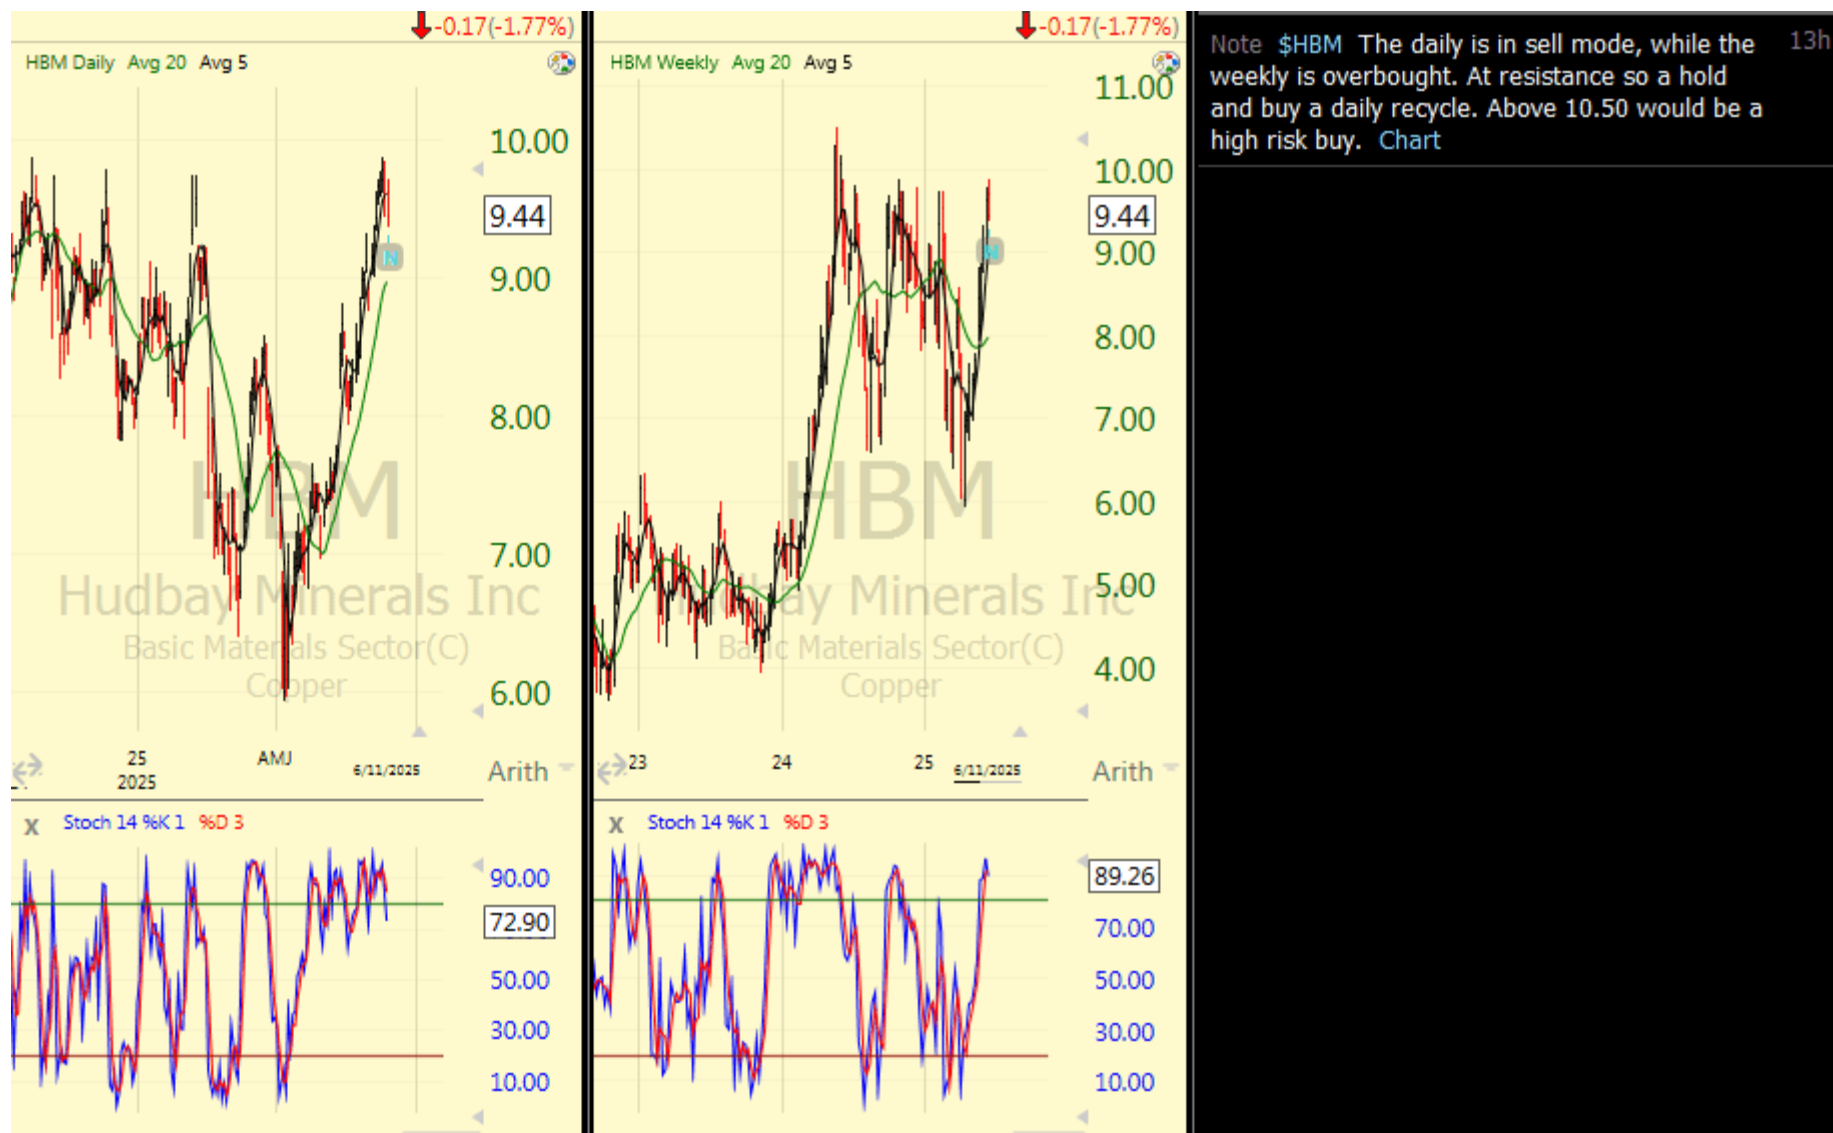 -0.17(-1.77%)
HBM Daily Avg 20 Avg 5
10.00
9.44
9.00
8.00
7.00
6.00
HBM
Hudbay Minerals Inc
Basic Materials Sector(C)
Copper
25
2025
AMJ
6/11/2025
Arith
X Stoch 14 %K 1 %D 3
90.00
72.90
50.00
30.00
10.00
-0.17(-1.77%)
HBM Weekly Avg 20 Avg 5
11.00
10.00
9.44
9.00
8.00
7.00
6.00
5.00
4.00
HBM
Hudbay Minerals Inc
Basic Materials Sector(C)
Copper
23
24
25
6/11/2025
Arith
X Stoch 14 %K 1 %D 3
89.26
70.00
50.00
30.00
10.00
N
N
Note $HBM The daily is in sell mode, while the 13h
weekly is overbought. At resistance so a hold
and buy a daily recycle. Above 10.50 would be a
high risk buy. Chart